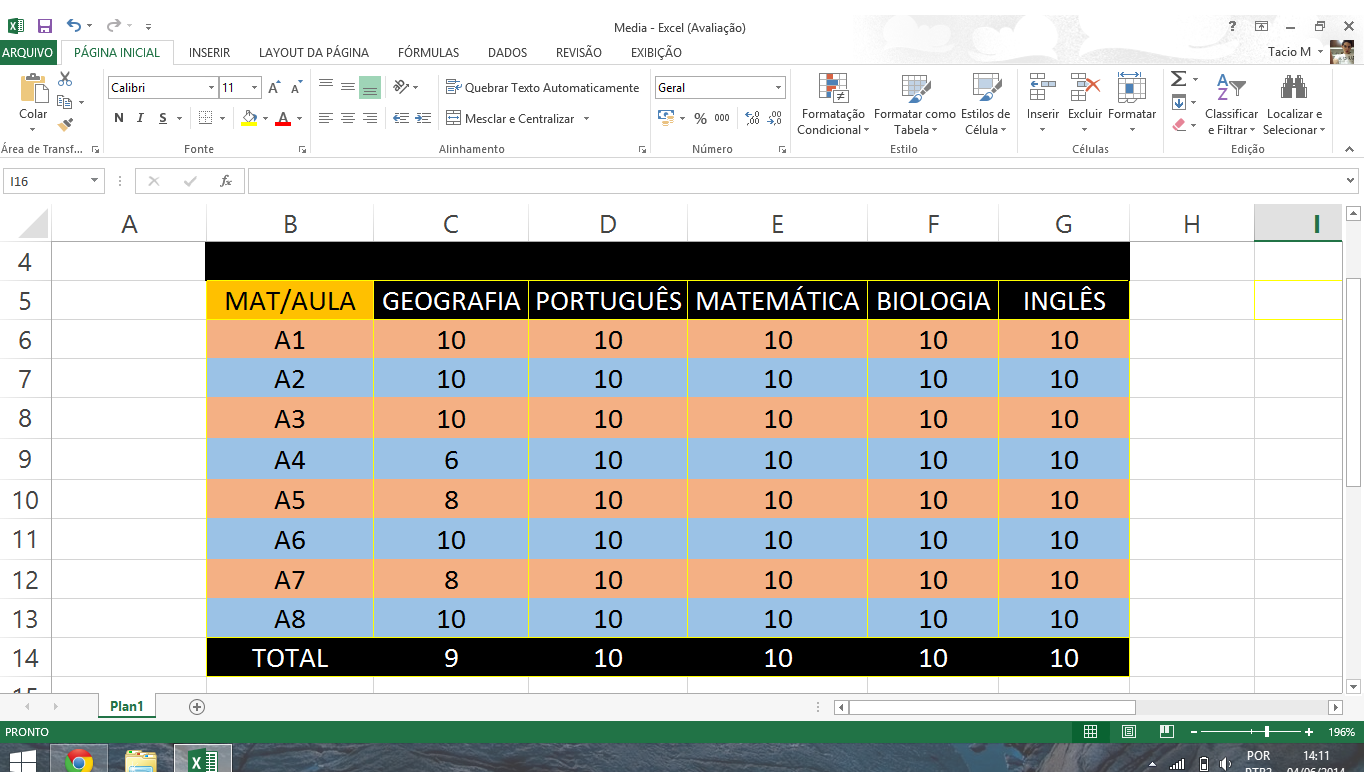 Media - Excel (Avaliação)
?
ARQUIVO PÁGINA INICIAL INSERIR LAYOUT DA PÁGINA FÓRMULAS DADOS REVISÃO EXIBIÇÃO Tacio M
Colar
Calibri 11
N I S
Quebrar Texto Automaticamente
Mesclar e Centralizar
Geral
% 000
Formatação Condicional
Formatar como Tabela
Estilos de Célula
Inserir Excluir Formatar
Classificar e Filtrar
Localizar e Selecionar
Área de Transf... Fonte Alinhamento Número Estilo Células Edição
I16 fx
A B C D E F G H I
4
5 MAT/AULA GEOGRAFIA PORTUGUÊS MATEMÁTICA BIOLOGIA INGLÊS
6 A1 10 10 10 10 10
7 A2 10 10 10 10 10
8 A3 10 10 10 10 10
9 A4 6 10 10 10 10
10 A5 8 10 10 10 10
11 A6 10 10 10 10 10
12 A7 8 10 10 10 10
13 A8 10 10 10 10 10
14 TOTAL 9 10 10 10 10
15
Plan1
PRONTO 196%
POR 14:11
PTB2 04/06/2014